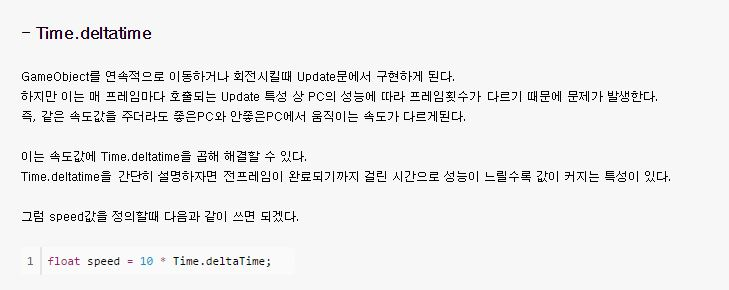 - Time.deltatime
GameObject를 연속적으로 이동하거나 회전시킬때 Update문에서 구현하게 된다.
하지만 이는 매 프레임마다 호출되는 Update 특성 상 PC의 성능에 따라 프레임횟수가 다르기 때문에 문제가 발생한다.
즉, 같은 속도값을 주더라도 좋은PC와 안좋은PC에서 움직이는 속도가 다르게된다.
이는 속도값에 Time.deltatime을 곱해 해결할 수 있다.
Time.deltatime을 간단히 설명하자면 전프레임이 완료되기까지 걸린 시간으로 성능이 느릴수록 값이 커지는 특성이 있다.
그럼 speed값을 정의할때 다음과 같이 쓰면 되겠다.
1 float speed = 10 * Time.deltaTime;